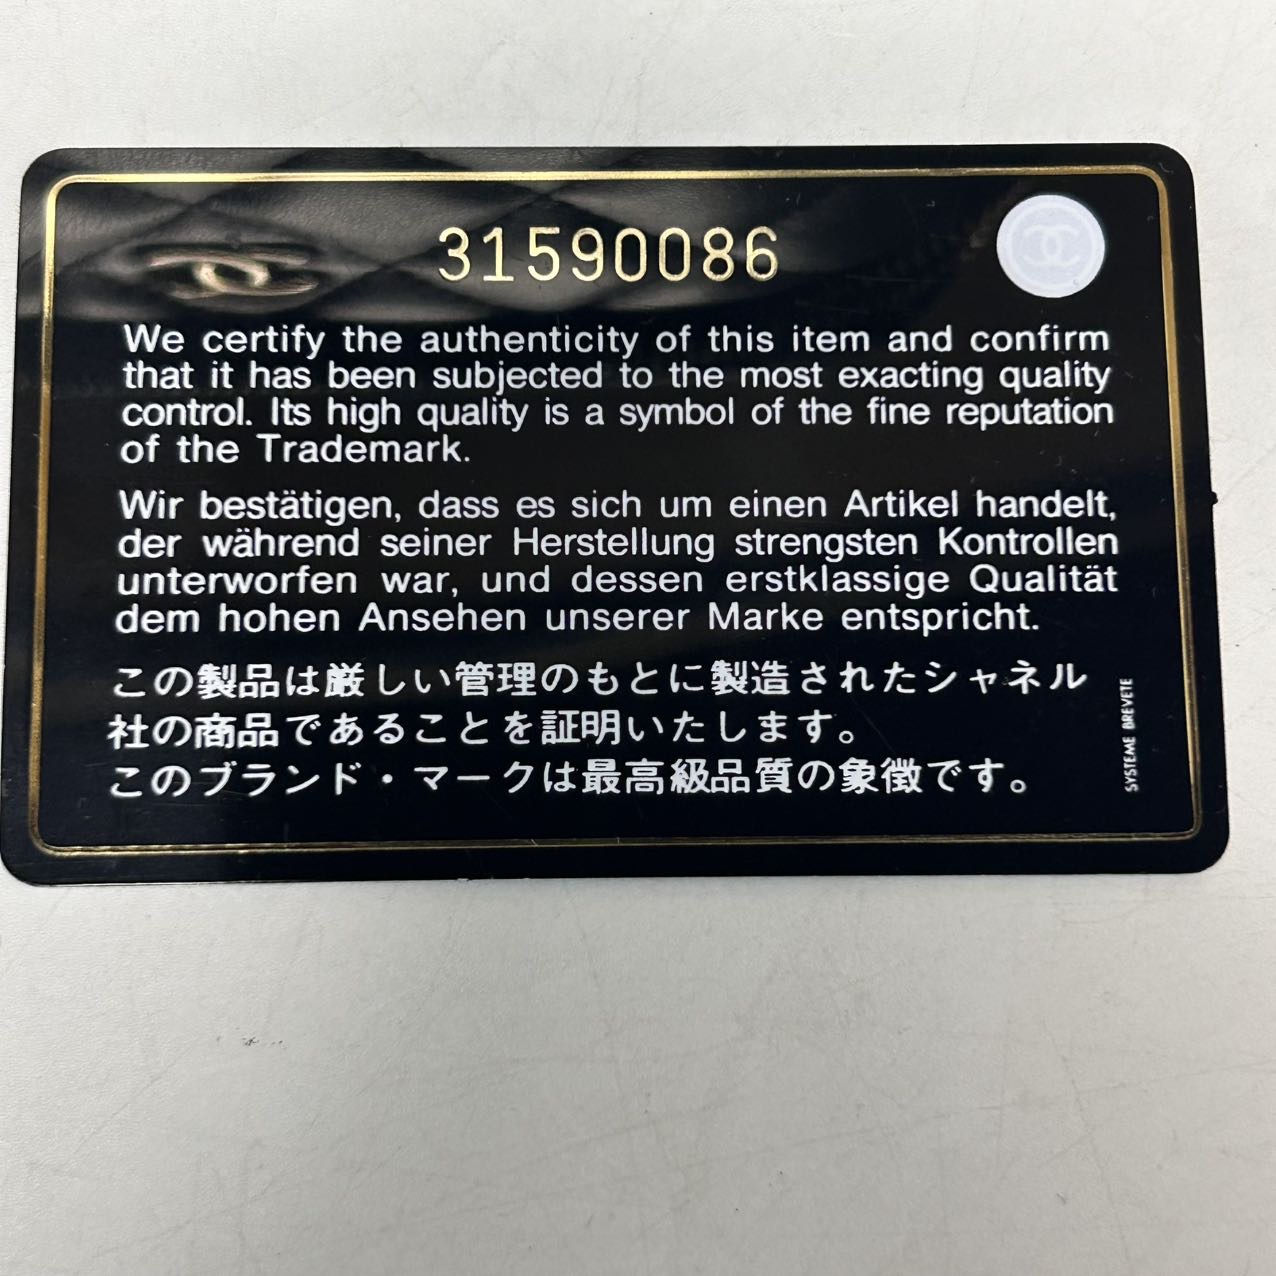 31590086
We certify the authenticity of this item and confirm
that it has been subjected to the most exacting quality
control. Its high quality is a symbol of the fine reputation
of the Trademark.
Wir bestätigen, dass es sich um einen Artikel handelt,
der während seiner Herstellung strengsten Kontrollen
unterworfen war, und dessen erstklassige Qualität
dem hohen Ansehen unserer Marke entspricht.
この製品は厳しい管理のもとに製造されたシャネル
社の商品であることを証明いたします。
このブランド・マークは最高級品質の象徴です。
SYSTEME BREVETE